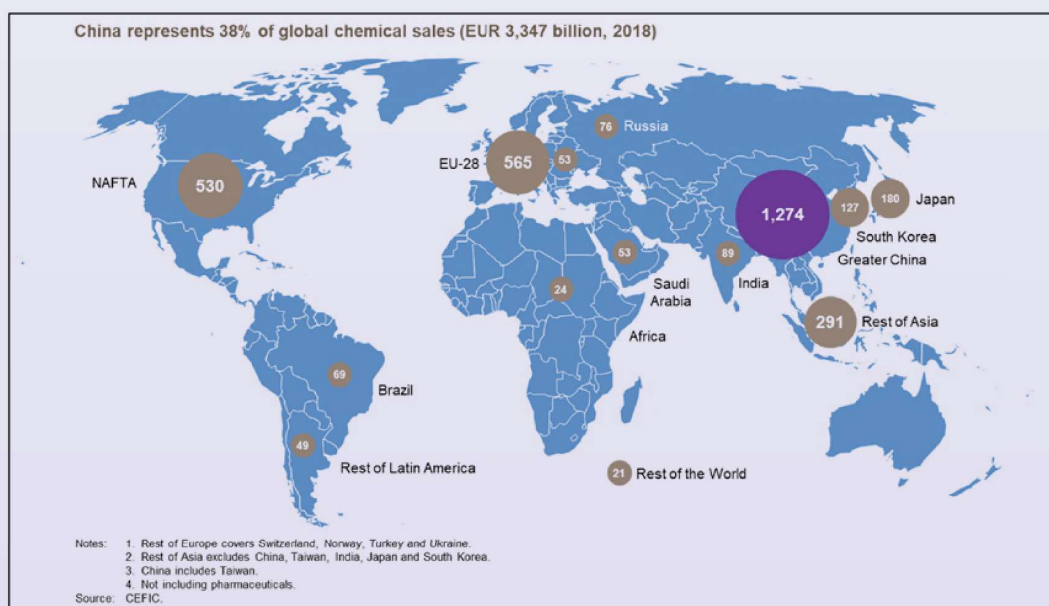 China represents 38% of global chemical sales (EUR 3,347 billion, 2018)
76 Russia
EU-28 565 53
NAFTA 530
1,274
127 180 Japan
South Korea
Greater China
53
Saudi
Arabia
89
India
24
Africa
291 Rest of Asia
69
Brazil
49
Rest of Latin America
21 Rest of the World
Notes: 1. Rest of Europe covers Switzerland, Norway, Turkey and Ukraine.
2. Rest of Asia excludes China, Taiwan, India, Japan and South Korea.
3. China includes Taiwan.
4. Not including pharmaceuticals.
Source: CEFIC.